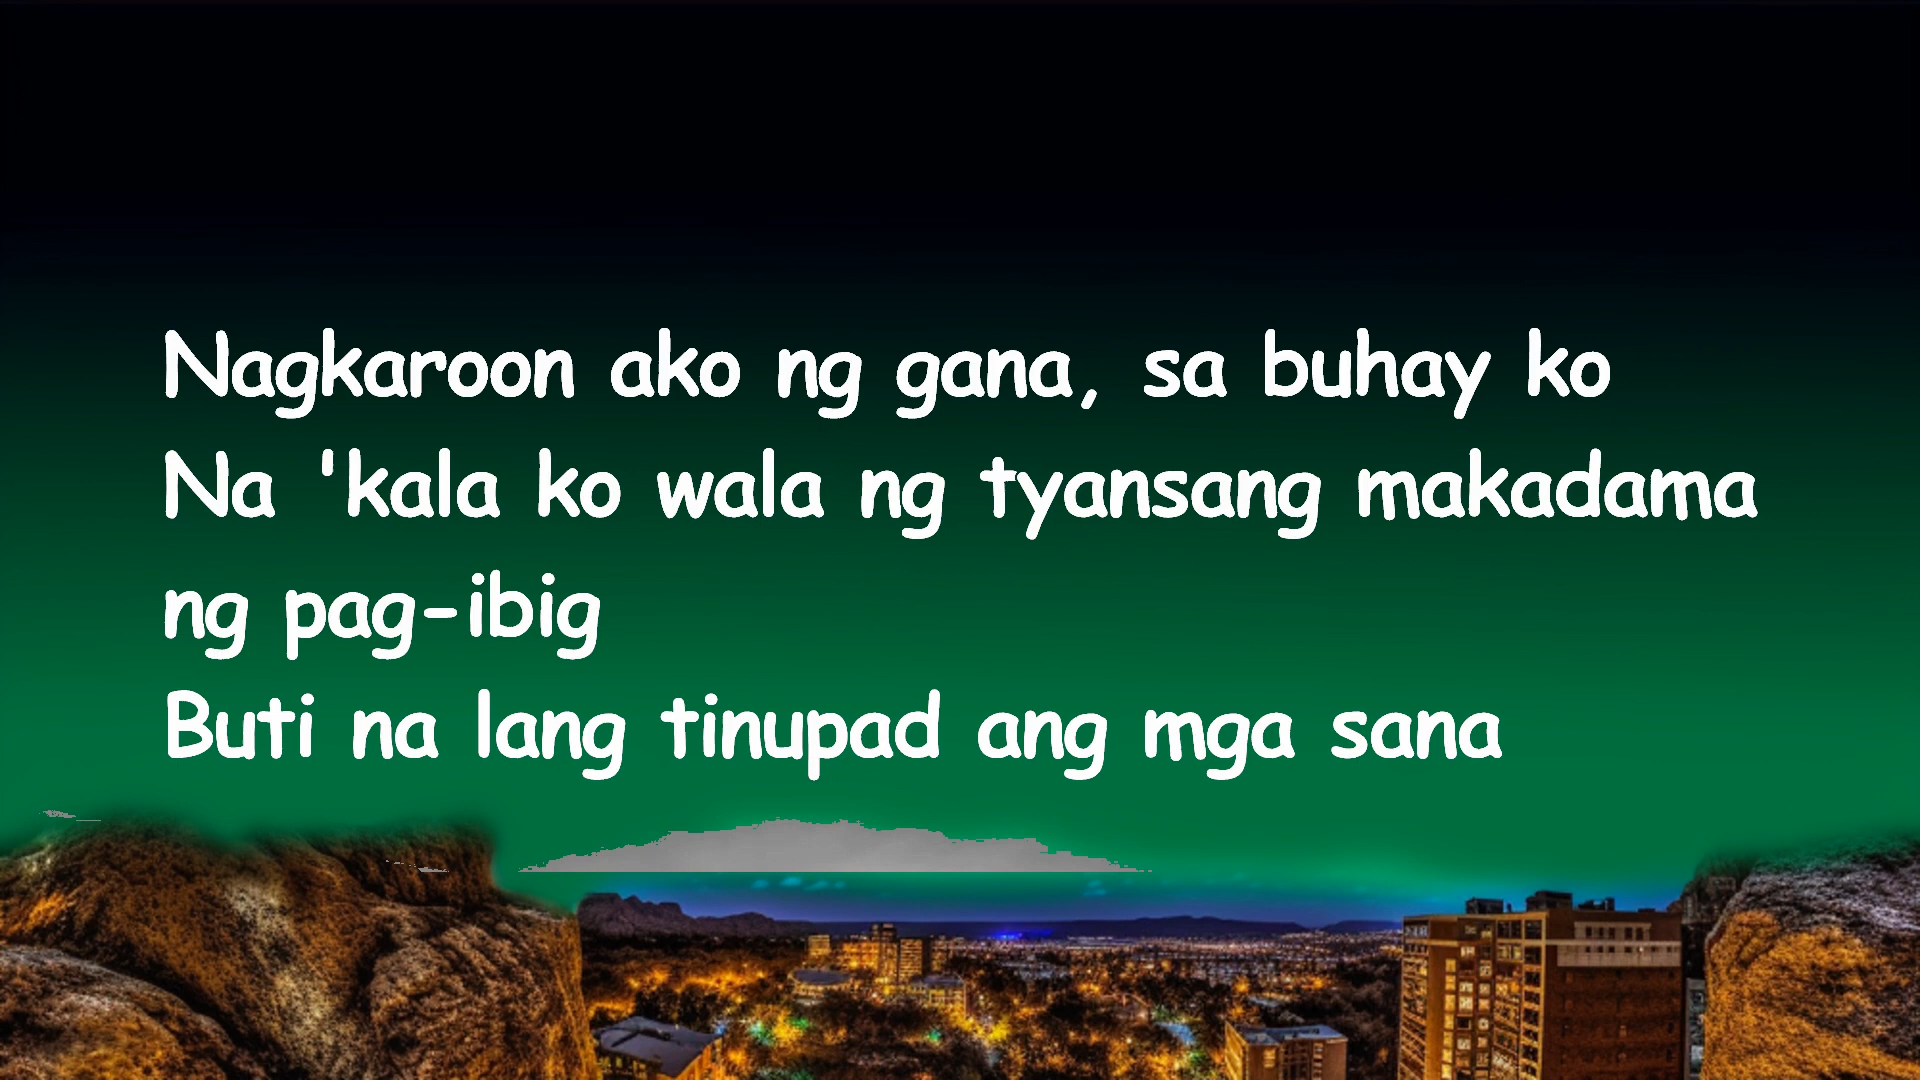 Nagkaroon ako ng gana, sa buhay ko
Na 'kala ko wala ng tyansang makadama
ng pag-ibig
Buti na lang tinupad ang mga sana